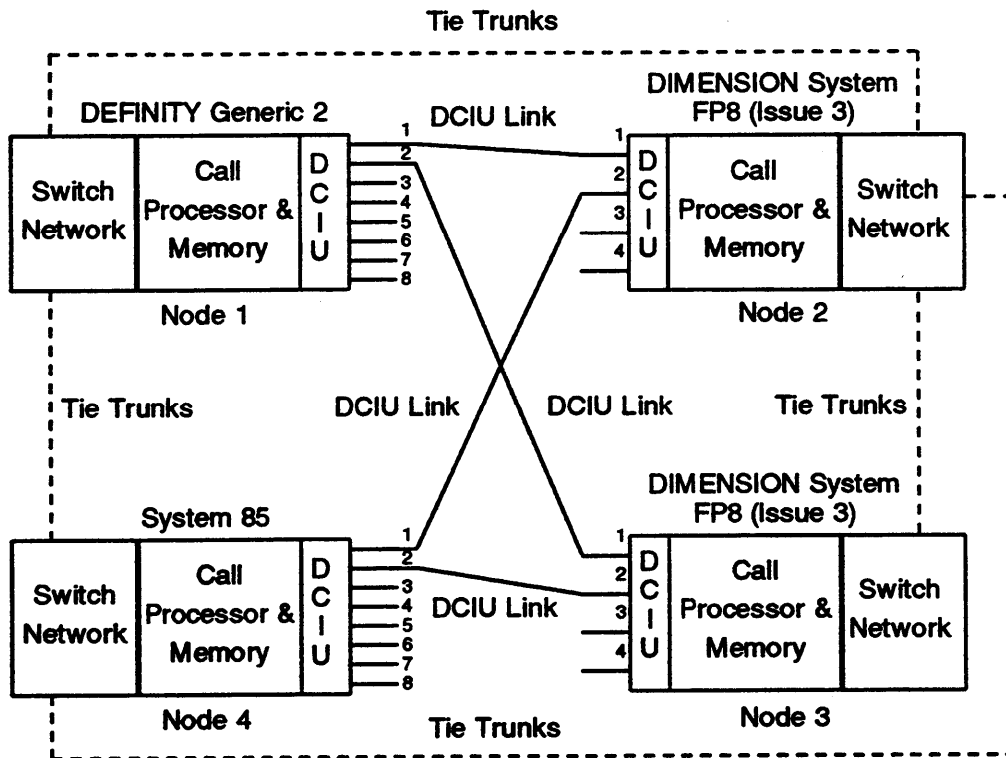 Tie Trunks
DEFINITY Generic 2
Switch
Network
Call
Processor &
Memory
D
C
I
U
1
2
3
4
5
6
7
8
Node 1
DCIU Link
DIMENSION System
FP8 (Issue 3)
1
2
3
4
D
C
I
U
Call
Processor &
Memory
Switch
Network
Node 2
Tie Trunks
DCIU Link
DCIU Link
Tie Trunks
System 85
Switch
Network
Call
Processor &
Memory
D
C
I
U
1
2
3
4
5
6
7
8
Node 4
DCIU Link
DIMENSION System
FP8 (Issue 3)
1
2
3
4
D
C
I
U
Call
Processor &
Memory
Switch
Network
Node 3
Tie Trunks